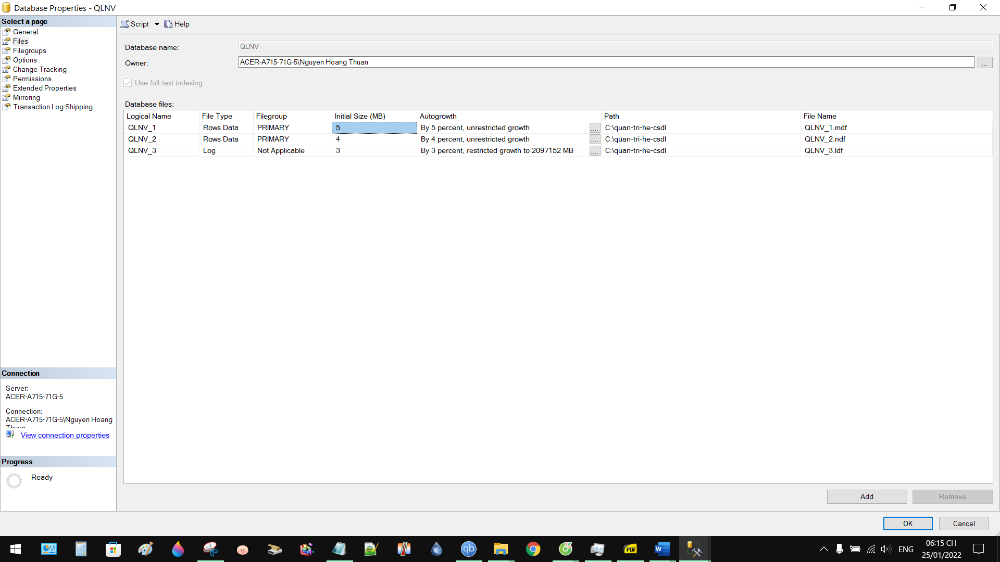 Database Properties - QLNV
Select a page
General
Files
Filegroups
Options
Change Tracking
Permissions
Extended Properties
Mirroring
Transaction Log Shipping
Script
Help
Database name:
QLNV
Owner:
ACER-A715-71G-5\Nguyen Hoang Thuan
...
Use full-text indexing
Database files:
Logical Name File Type Filegroup Initial Size (MB) Autogrowth Path File Name
QLNV_1 Rows Data PRIMARY 5 By 5 percent, unrestricted growth .... C:\quan-tri-he-csdl QLNV_1.mdf
QLNV_2 Rows Data PRIMARY 4 By 4 percent, unrestricted growth .... C:\quan-tri-he-csdl QLNV_2.ndf
QLNV_3 Log Not Applicable 3 By 3 percent, restricted growth to 2097152 MB .... C:\quan-tri-he-csdl QLNV_3.ldf
Connection
Server:
ACER-A715-71G-5
Connection:
ACER-A715-71G-5\Nguyen Hoang
Thuan
View connection properties
Progress
Ready
Add
Remove
OK
Cancel
qb
PDF
W
ENG
06:15 CH
25/01/2022